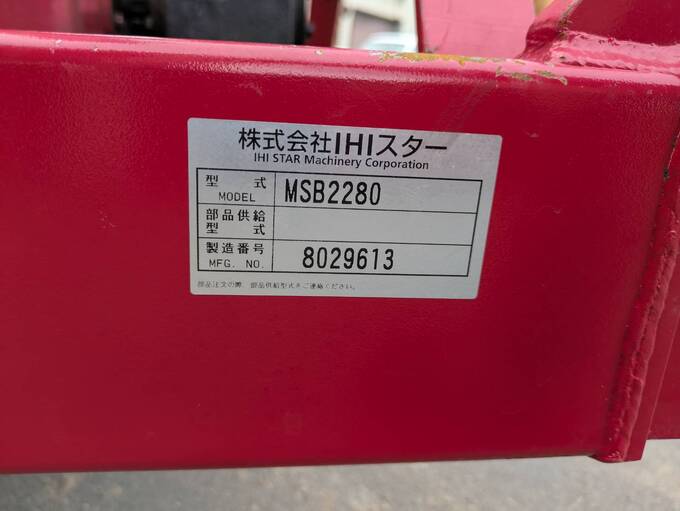 株式会社IHIスター
IHI STAR Machinery Corporation
型 式
MODEL
MSB2280
部品供給
型 式
製造番号
MFG. NO.
8029613
部品注文の際 部品供給型式をご連絡ください。